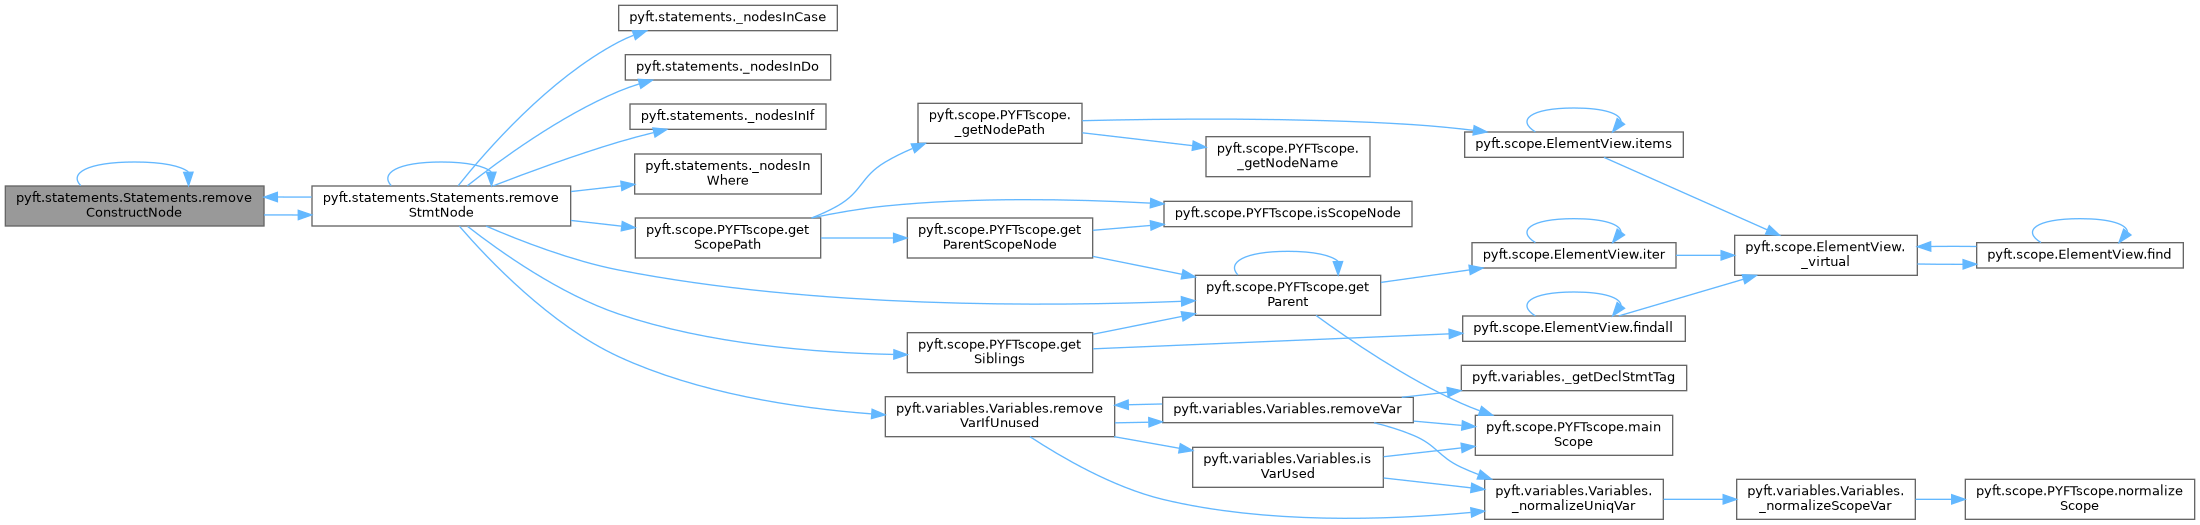 pyft.statements.Statements.remove
ConstructNode
pyft.statements.Statements.remove
StmtNode
pyft.statements._nodesInCase
pyft.statements._nodesInDo
pyft.statements._nodesInIf
pyft.statements._nodesIn
Where
pyft.scope.PYFTscope.get
ScopePath
pyft.scope.PYFTscope.
_getNodePath
pyft.scope.PYFTscope.get
ParentScopeNode
pyft.scope.PYFTscope.get
Siblings
pyft.variables.Variables.remove
VarIfUnused
pyft.scope.PYFTscope.
_getNodeName
pyft.scope.PYFTscope.isScopeNode
pyft.scope.PYFTscope.get
Parent
pyft.variables.Variables.removeVar
pyft.variables.Variables.is
VarUsed
pyft.scope.ElementView.items
pyft.scope.ElementView.iter
pyft.scope.ElementView.findall
pyft.variables._getDeclStmtTag
pyft.scope.PYFTscope.main
Scope
pyft.variables.Variables.
_normalizeUniqVar
pyft.scope.ElementView.
_virtual
pyft.variables.Variables.
_normalizeScopeVar
pyft.scope.ElementView.find
pyft.scope.PYFTscope.normalize
Scope